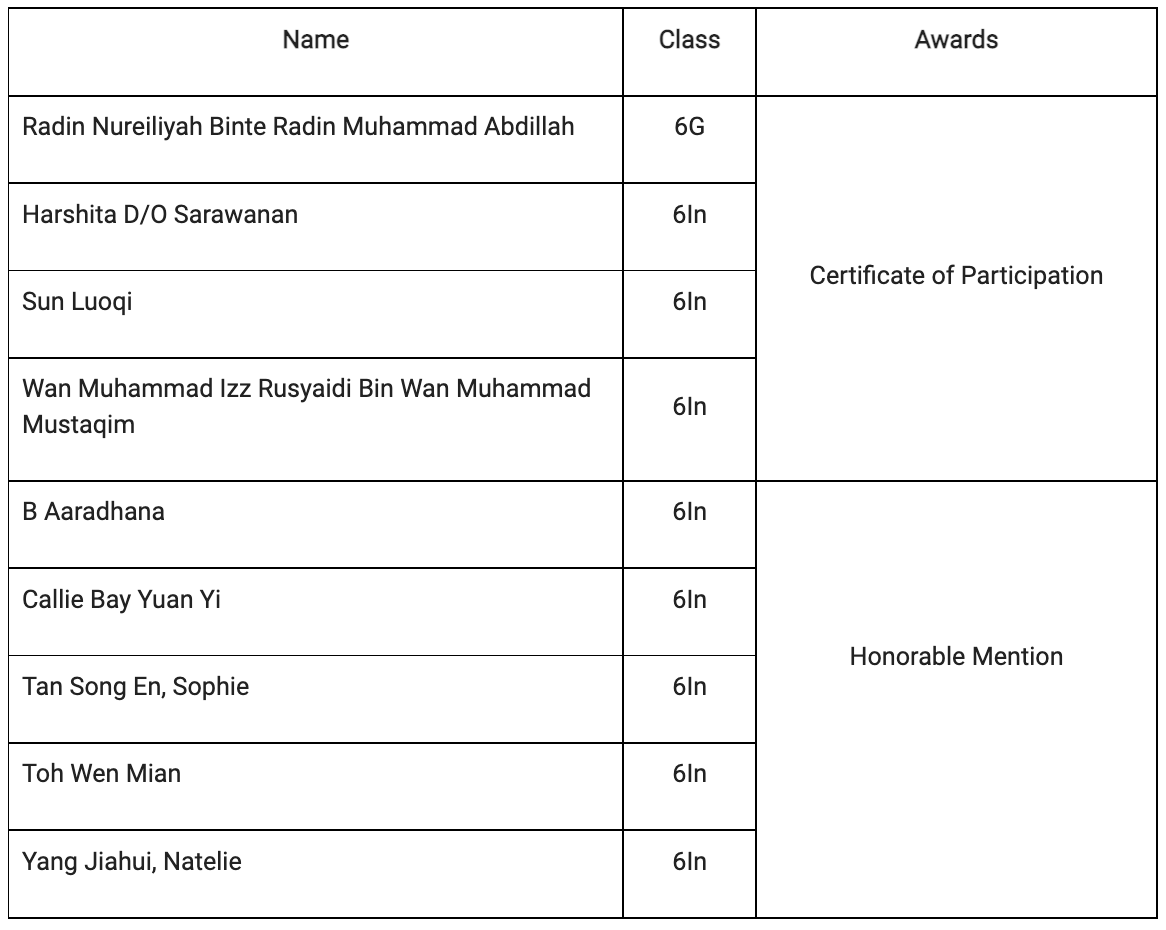 Name Class Awards
Radin Nureiliyah Binte Radin Muhammad Abdillah 6G
Harshita D/O Sarawanan 6In
Certificate of Participation
Sun Luoqi 6In
Wan Muhammad Izz Rusyaidi Bin Wan Muhammad
Mustaqim
6In
B Aaradhana 6In
Callie Bay Yuan Yi 6In
Honorable Mention
Tan Song En, Sophie 6In
Toh Wen Mian 6In
Yang Jiahui, Natelie 6In